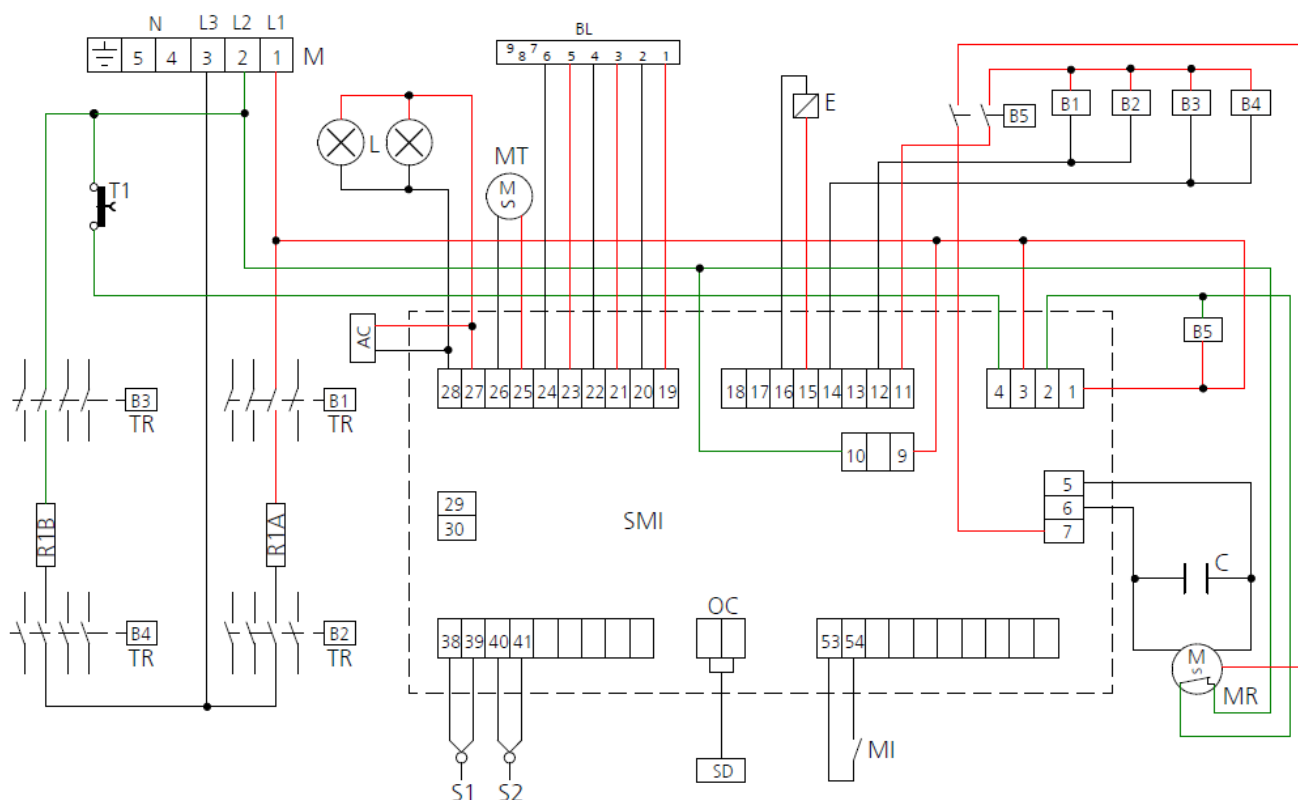 N L3 L2 L1
5 4 3 2 1 M
BL
9 8 7 6 5 4 3 2 1
E
B5 B1 B2 B3 B4
L
MT
M S
T1
AC
B5
28 27 26 25 24 23 22 21 20 19
18 17 16 15 14 13 12 11
4 3 2 1
B3 B1
TR TR
10 9
5
6
7
29
30
SMI
R1B R1A
C
OC
38 39 40 41
53 54
B4 B2
TR TR
M S
MR
MI
SD
S1 S2